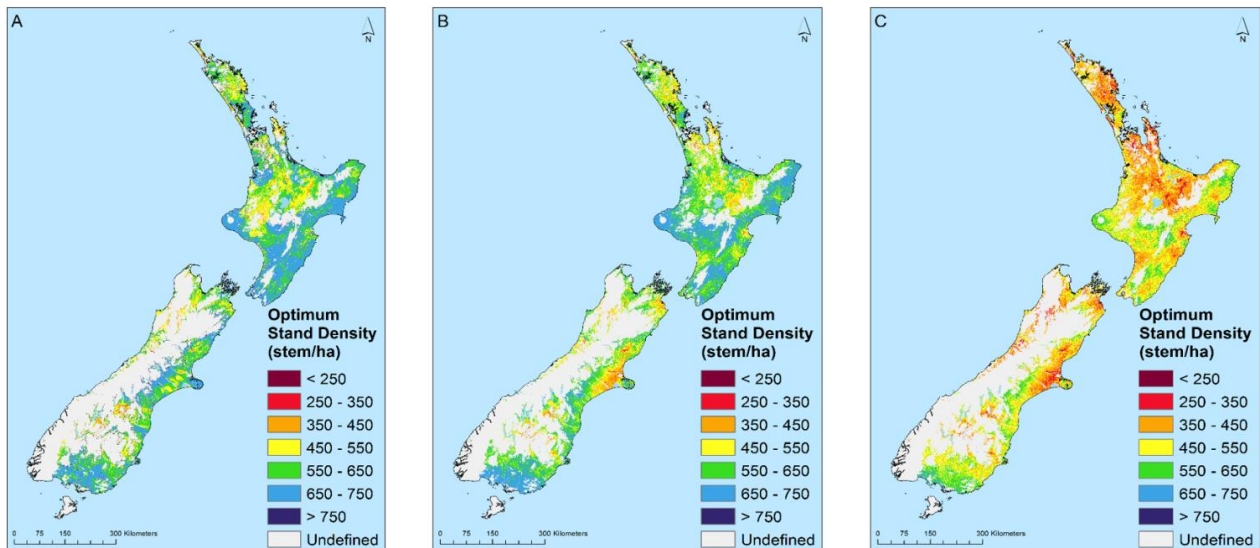 A
N
Optimum
Stand Density
(stem/ha)
< 250
250 - 350
350 - 450
450 - 550
550 - 650
650 - 750
> 750
Undefined
0 75 150 300 Kilometers
B
N
Optimum
Stand Density
(stem/ha)
< 250
250 - 350
350 - 450
450 - 550
550 - 650
650 - 750
> 750
Undefined
0 75 150 300 Kilometers
C
N
Optimum
Stand Density
(stem/ha)
< 250
250 - 350
350 - 450
450 - 550
550 - 650
650 - 750
> 750
Undefined
0 75 150 300 Kilometers